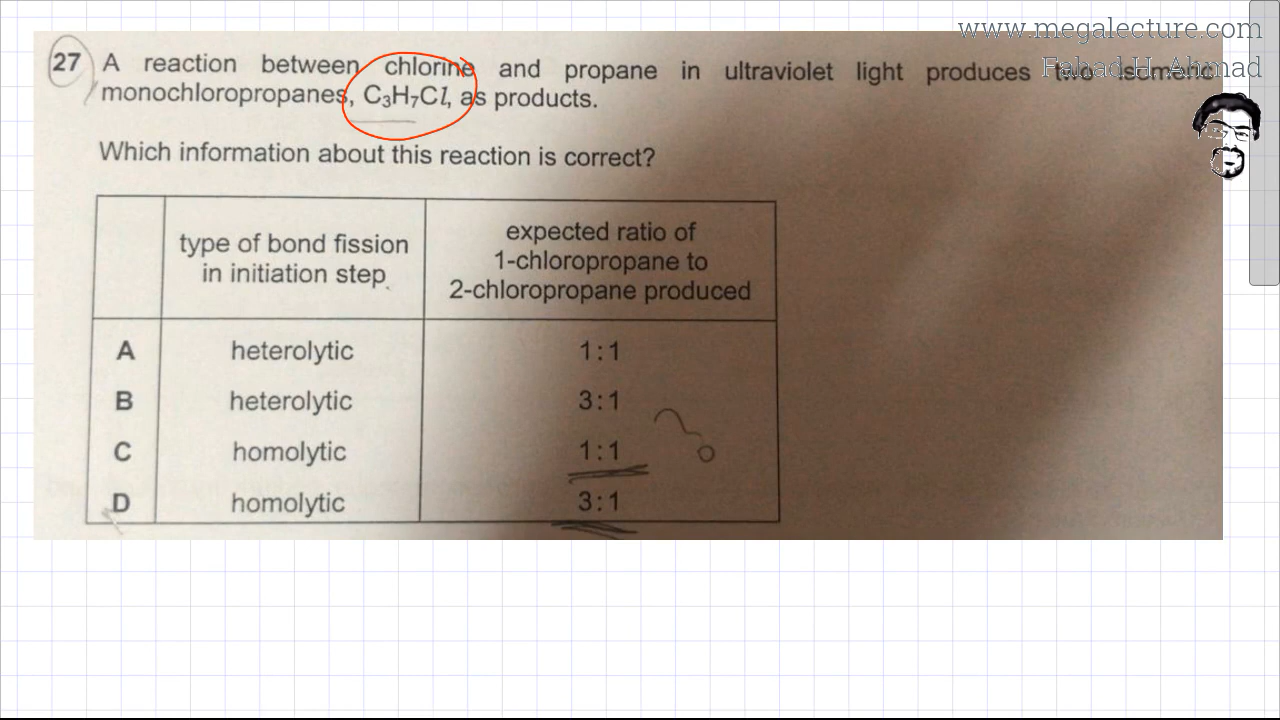 www.megalecture.com
Fahad H. Ahmad
27 A reaction between chlorine and propane in ultraviolet light produces two isomeric
monochloropropanes, C₃H₇Cl, as products.
Which information about this reaction is correct?
type of bond fission
in initiation step
expected ratio of
1-chloropropane to
2-chloropropane produced
A heterolytic 1 : 1
B heterolytic 3 : 1
C homolytic 1 : 1
D homolytic 3 : 1
?